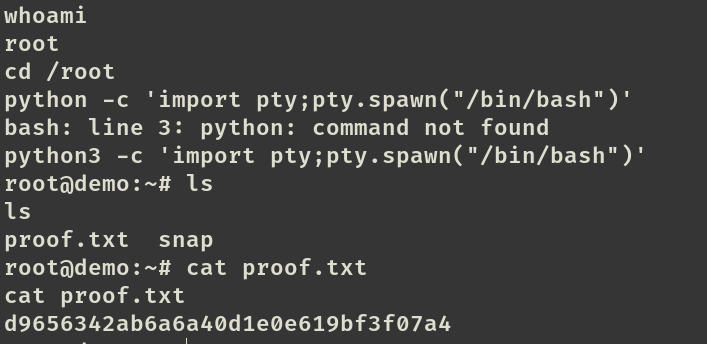 whoami
root
cd /root
python -c 'import pty;pty.spawn("/bin/bash")'
bash: line 3: python: command not found
python3 -c 'import pty;pty.spawn("/bin/bash")'
root@demo:~# ls
ls
proof.txt  snap
root@demo:~# cat proof.txt
cat proof.txt
d9656342ab6a6a40d1e0e619bf3f07a4